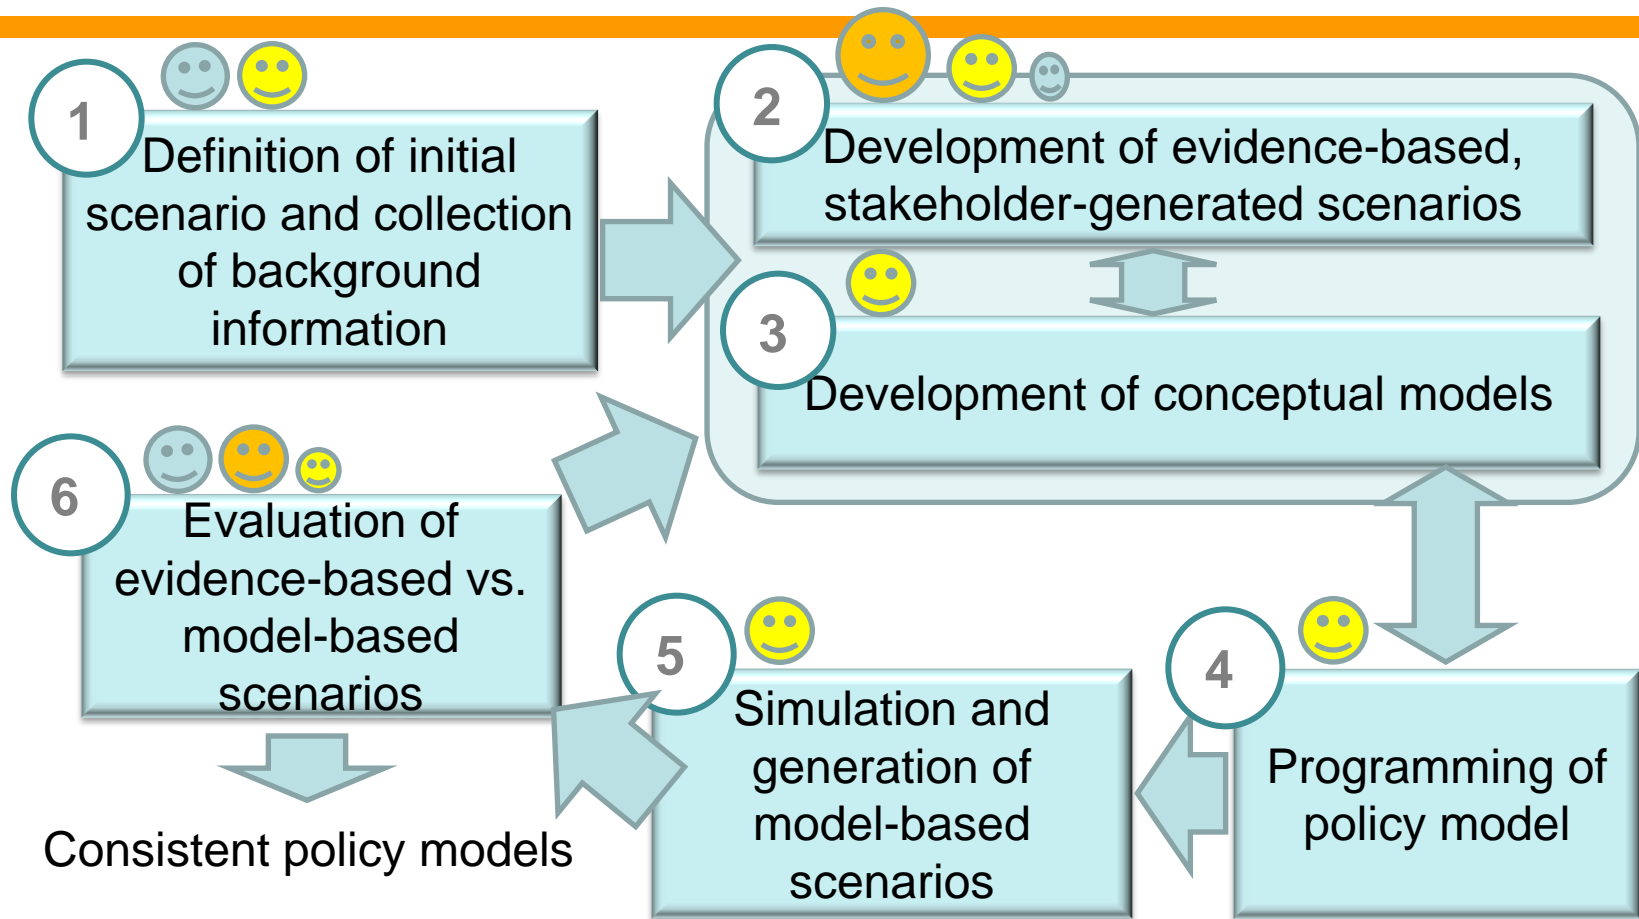 1
Definition of initial
scenario and collection
of background
information
2
Development of evidence-based,
stakeholder-generated scenarios
3
Development of conceptual models
6
Evaluation of
evidence-based vs.
model-based
scenarios
5
Simulation and
generation of
model-based
scenarios
4
Programming of
policy model
Consistent policy models